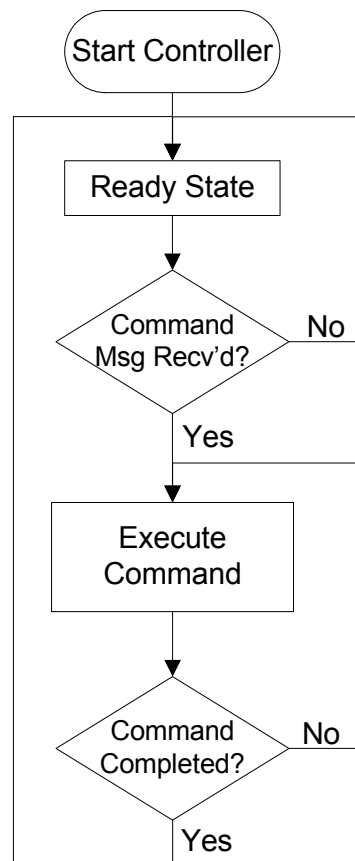 Start Controller
Ready State
Command
Msg Recv'd?
No
Yes
Execute
Command
Command
Completed?
No
Yes